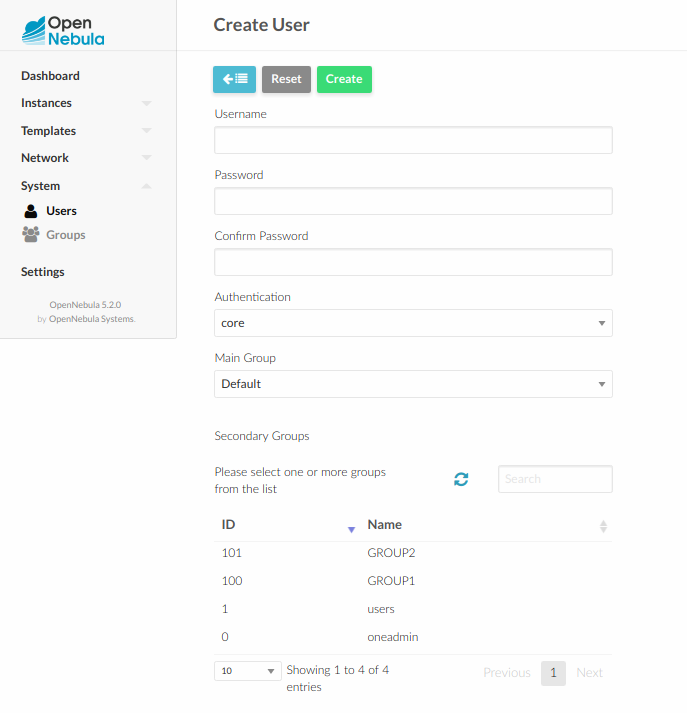 Open
Nebula
Create User
Dashboard
Instances
Templates
Network
System
Users
Groups
Settings
OpenNebula 5.2.0
by OpenNebula Systems.
Reset
Create
Username
Password
Confirm Password
Authentication
core
Main Group
Default
Secondary Groups
Please select one or more groups
from the list
Search
ID Name
101 GROUP2
100 GROUP1
1 users
0 oneadmin
10
Showing 1 to 4 of 4
entries
Previous 1 Next